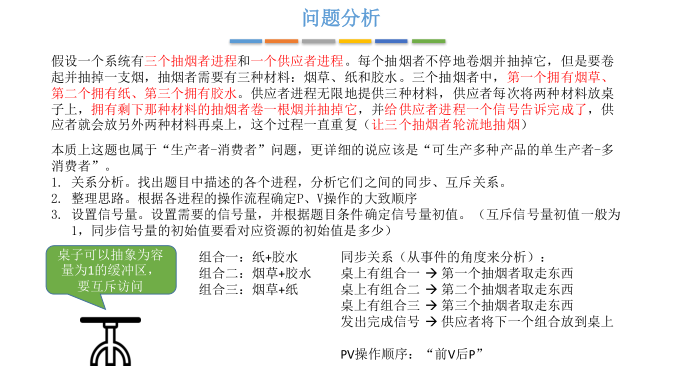 问题分析
假设一个系统有三个抽烟者进程和一个供应者进程。每个抽烟者不停地卷烟并抽掉它，但是要卷
起并抽掉一支烟，抽烟者需要有三种材料：烟草、纸和胶水。三个抽烟者中，第一个拥有烟草、
第二个拥有纸、第三个拥有胶水。供应者进程无限地提供三种材料，供应者每次将两种材料放桌
子上，拥有剩下那种材料的抽烟者卷一根烟并抽掉它，并给供应者进程一个信号告诉完成了，供
应者就会放另外两种材料再桌上，这个过程一直重复（让三个抽烟者轮流地抽烟）
本质上这题也属于“生产者-消费者”问题，更详细的说应该是“可生产多种产品的单生产者-多
消费者”。
1. 关系分析。找出题目中描述的各个进程，分析它们之间的同步、互斥关系。
2. 整理思路。根据各进程的操作流程确定P、V操作的大致顺序
3. 设置信号量。设置需要的信号量，并根据题目条件确定信号量初值。（互斥信号量初值一般为
1，同步信号量的初始值要看对应资源的初始值是多少）
桌子可以抽象为容
量为1的缓冲区，
要互斥访问
组合一：纸+胶水
组合二：烟草+胶水
组合三：烟草+纸
同步关系（从事件的角度来分析）：
桌上有组合一 → 第一个抽烟者取走东西
桌上有组合二 → 第二个抽烟者取走东西
桌上有组合三 → 第三个抽烟者取走东西
发出完成信号 → 供应者将下一个组合放到桌上
PV操作顺序：“前V后P”